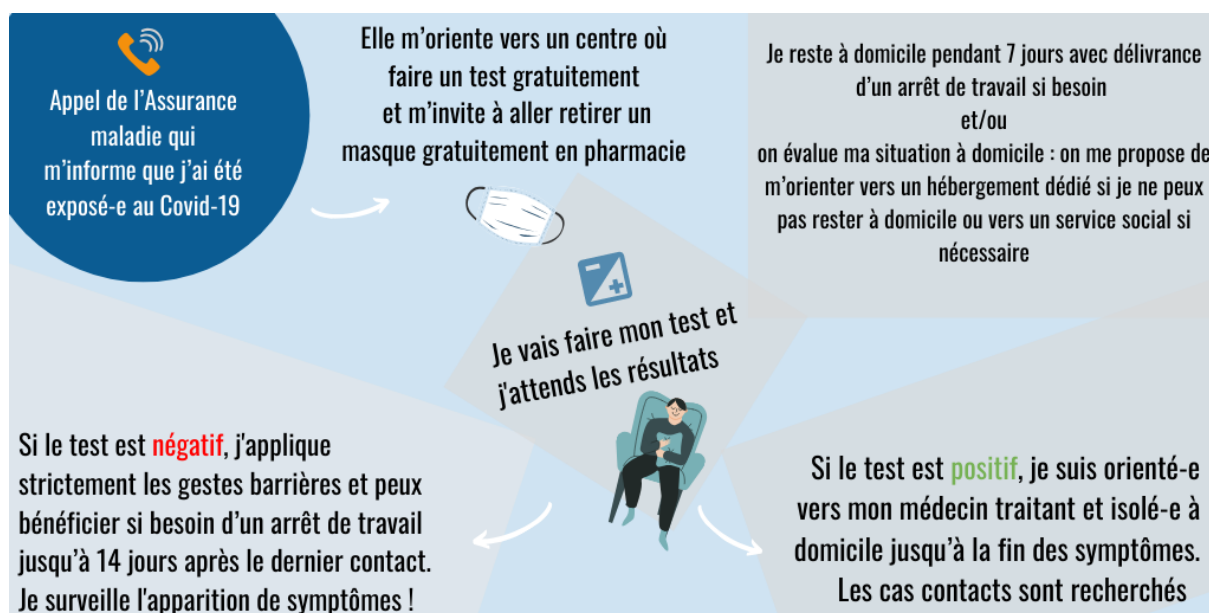 Appel de l'Assurance
maladie qui
m'informe que j'ai été
exposé-e au Covid-19
Elle m'oriente vers un centre où
faire un test gratuitement
et m'invite à aller retirer un
masque gratuitement en pharmacie
Je reste à domicile pendant 7 jours avec délivrance
d'un arrêt de travail si besoin
et/ou
on évalue ma situation à domicile : on me propose de
m'orienter vers un hébergement dédié si je ne peux
pas rester à domicile ou vers un service social si
nécessaire
Je vais faire mon test et
j'attends les résultats
Si le test est négatif, j'applique
strictement les gestes barrières et peux
bénéficier si besoin d'un arrêt de travail
jusqu'à 14 jours après le dernier contact.
Je surveille l'apparition de symptômes !
Si le test est positif, je suis orienté-e
vers mon médecin traitant et isolé-e à
domicile jusqu'à la fin des symptômes.
Les cas contacts sont recherchés